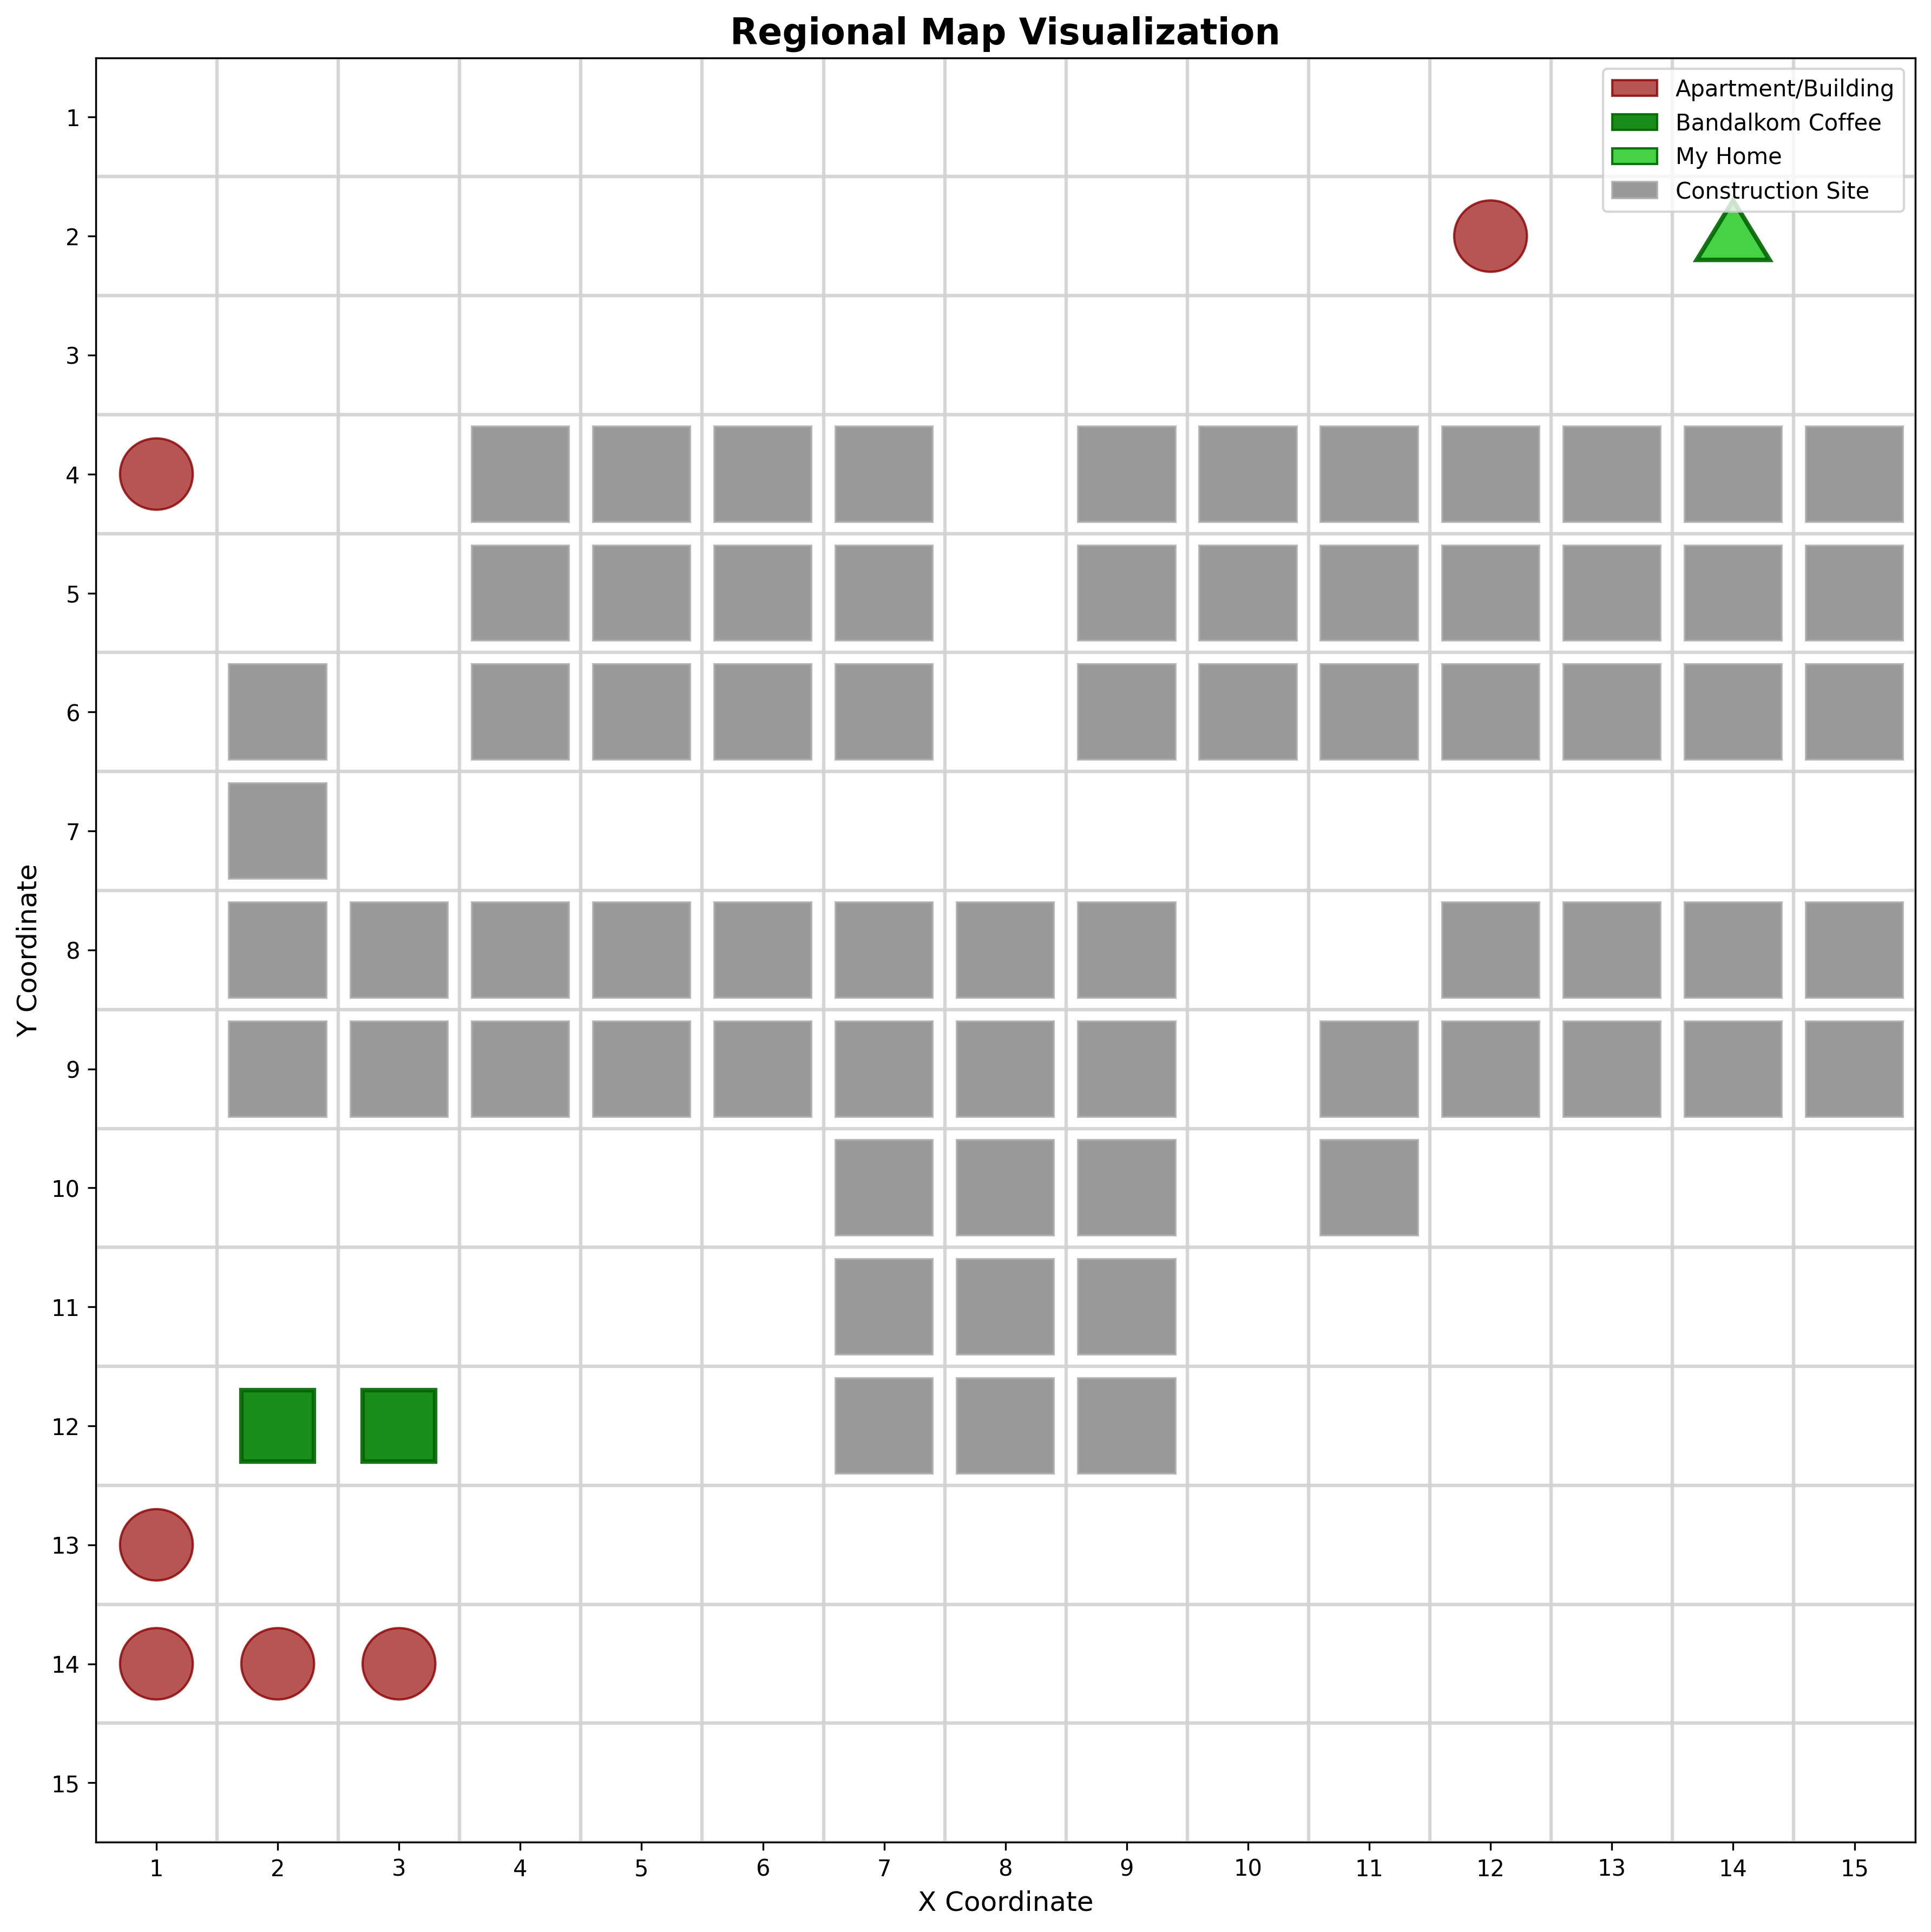 Regional Map Visualization
Apartment/Building
Bandalkom Coffee
My Home
Construction Site
Y Coordinate
1
2
3
4
5
6
7
8
9
10
11
12
13
14
15
1 2 3 4 5 6 7 8 9 10 11 12 13 14 15
X Coordinate